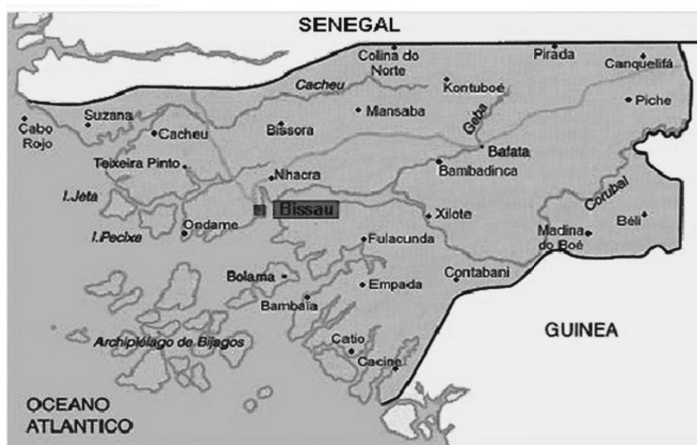 SENEGAL
Colina do
Norte
Pirada
Canquelifá
Cacheu
Kontuboé
Piche
Suzana
Mansaba
Geba
Cabo
Rojo
Cacheu
Bissora
Bafata
Teixeira Pinto
Nhacra
Bambadinca
I.Jeta
Corubal
Bissau
Xilote
Béli
I.Pecixe
Ondame
Fulacunda
Madina
do Boé
Bolama
Empada
Contabani
Bambaïa
GUINEA
Archipiélago de Bijagos
Catio
Cacine
OCEANO
ATLANTICO